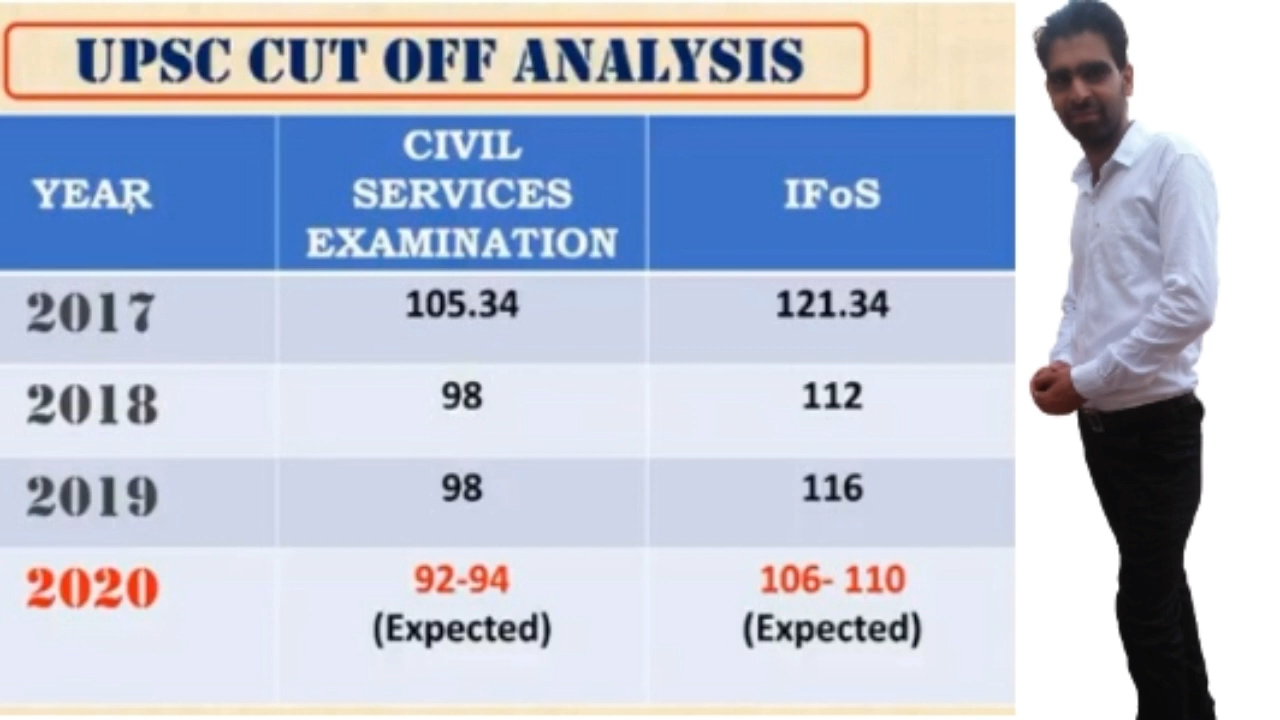 UPSC CUT OFF ANALYSIS
YEAR
CIVIL
SERVICES
EXAMINATION
IFoS
2017 105.34 121.34
2018 98 112
2019 98 116
2020 92-94 106- 110
(Expected) (Expected)